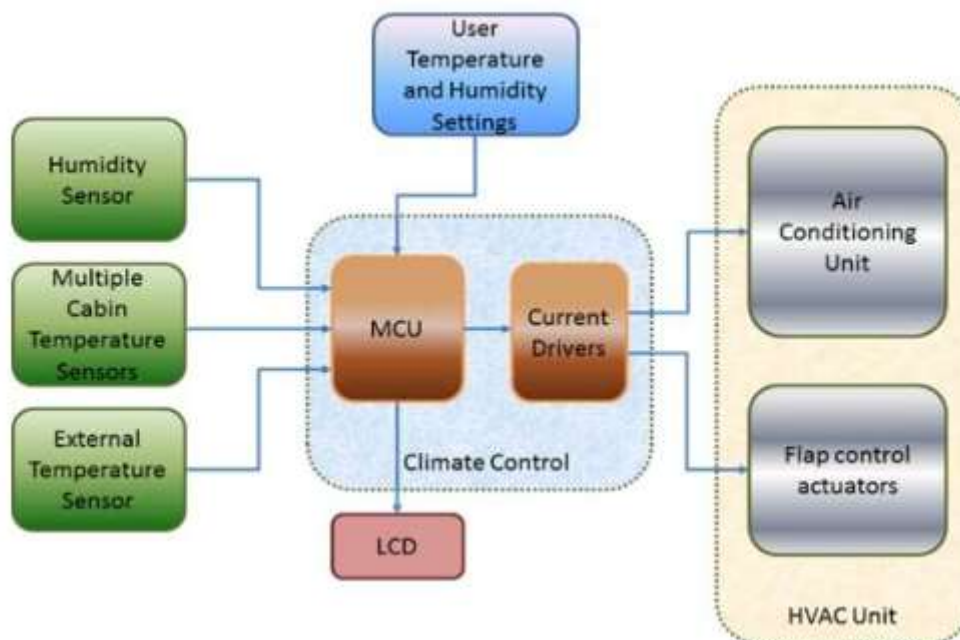 User
Temperature
and Humidity
Settings
Humidity
Sensor
Multiple
Cabin
Temperature
Sensors
External
Temperature
Sensor
MCU
Current
Drivers
Climate Control
LCD
Air
Conditioning
Unit
Flap control
actuators
HVAC Unit